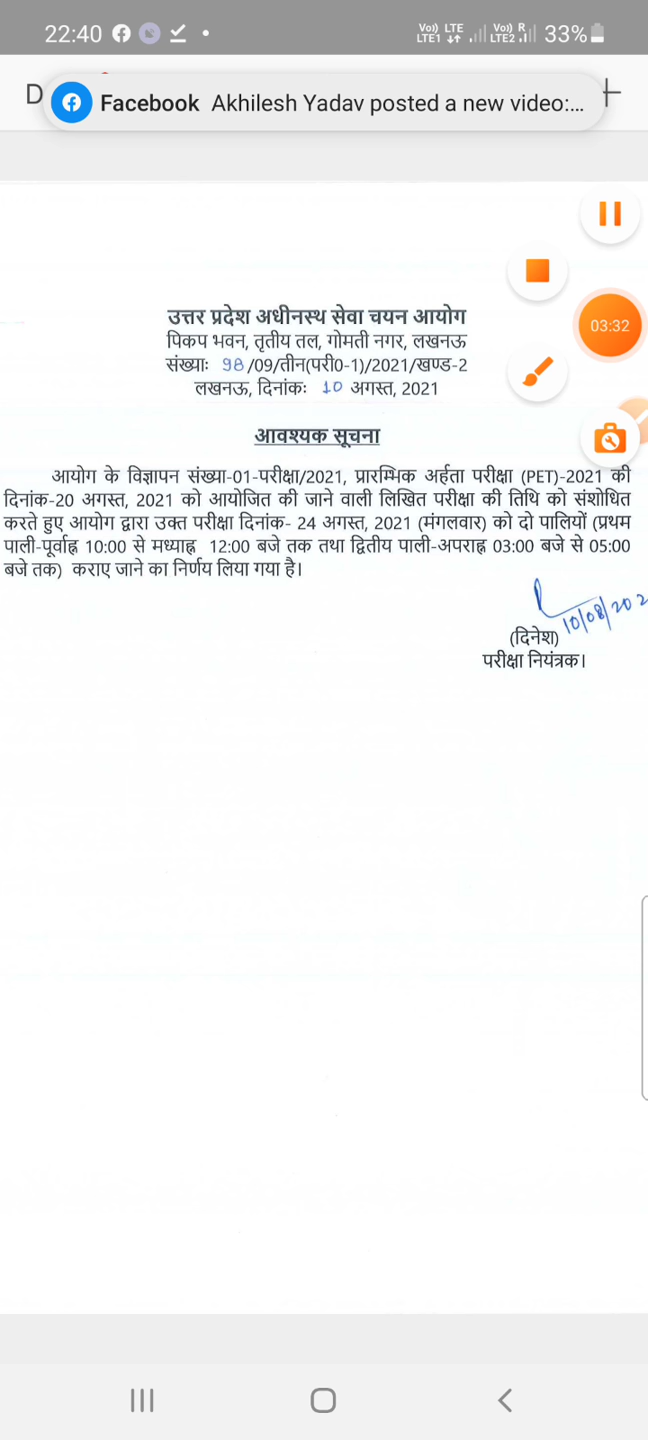 22:40
Vo)) LTE Vo)) R
LTE1 LTE2 33%
D
Facebook Akhilesh Yadav posted a new video:...
03:32
उत्तर प्रदेश अधीनस्थ सेवा चयन आयोग
पिकप भवन, तृतीय तल, गोमती नगर, लखनऊ
संख्याः 98/09/तीन(परी0-1)/2021/खण्ड-2
लखनऊ, दिनांकः 10 अगस्त, 2021
आवश्यक सूचना
आयोग के विज्ञापन संख्या-01-परीक्षा/2021, प्रारम्भिक अर्हता परीक्षा (PET)-2021 की
दिनांक-20 अगस्त, 2021 को आयोजित की जाने वाली लिखित परीक्षा की तिथि को संशोधित
करते हुए आयोग द्वारा उक्त परीक्षा दिनांक- 24 अगस्त, 2021 (मंगलवार) को दो पालियों (प्रथम
पाली-पूर्वाह्न 10:00 से मध्याह्न 12:00 बजे तक तथा द्वितीय पाली-अपराह्न 03:00 बजे से 05:00
बजे तक) कराए जाने का निर्णय लिया गया है।
10/08/202
(दिनेश)
परीक्षा नियंत्रक।